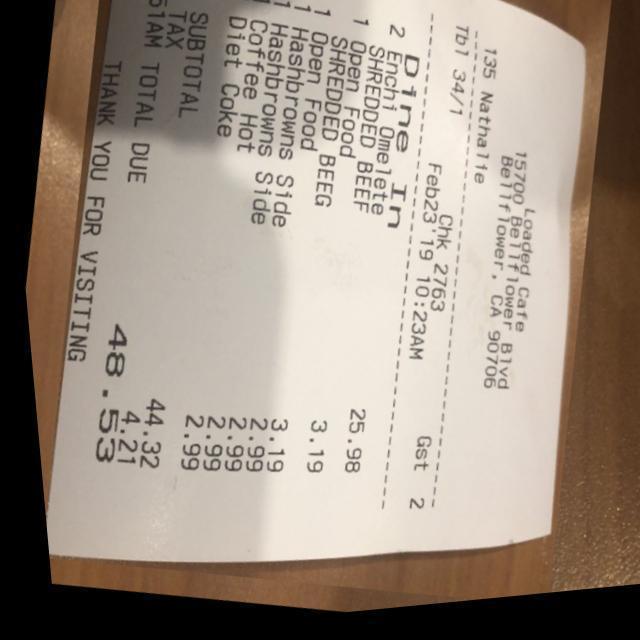 Loaded Cafe
15700 Bellflower Blvd
Bellflower, CA 90706
135 Nathalie
Tbl 34/1 Chk 2763 Gst 2
Feb23'19 10:23AM
Dine In
2 Enchi Omelete 25.98
SHREDDED BEEF
1 Open Food 3.19
SHREDDED BEEG
1 Open Food 3.19
1 Hashbrowns Side 2.99
1 Hashbrowns Side 2.99
Coffee Hot 2.99
Diet Coke 2.99
SUBTOTAL 44.32
TAX 4.21
51AM TOTAL DUE 48.53
THANK YOU FOR VISITING